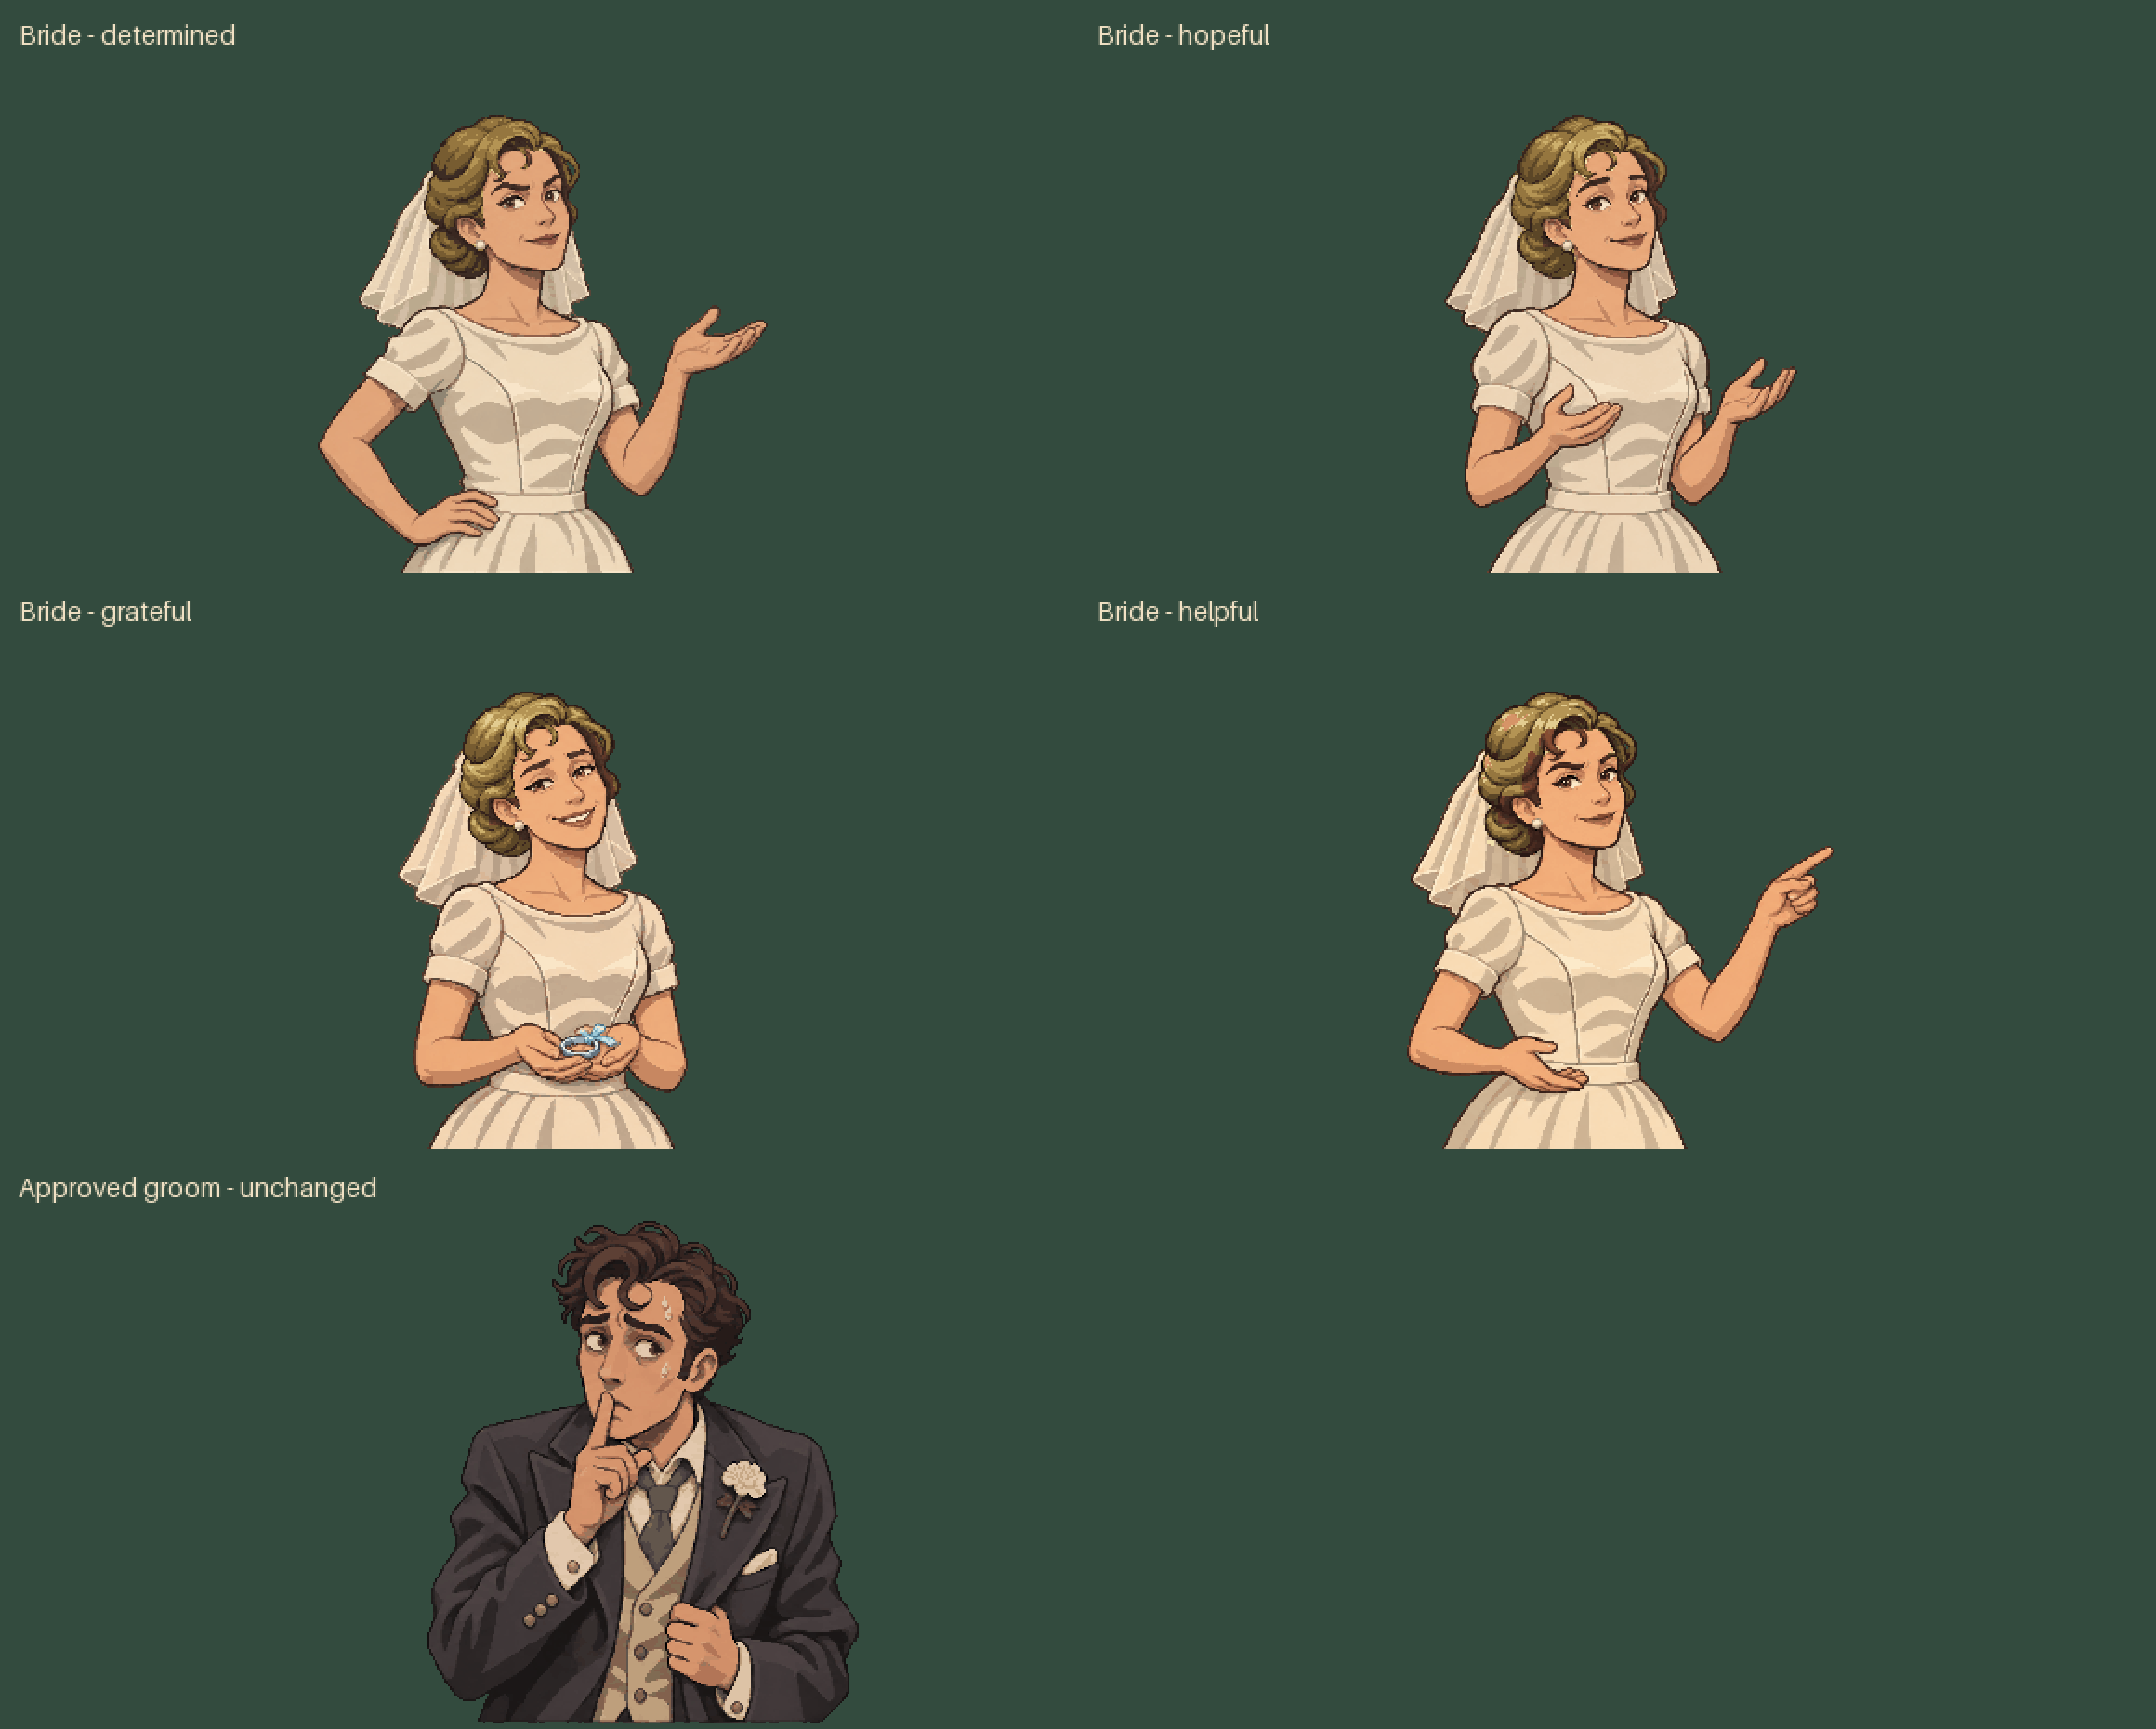 Bride - determined
Bride - hopeful
Bride - grateful
Bride - helpful
Approved groom - unchanged